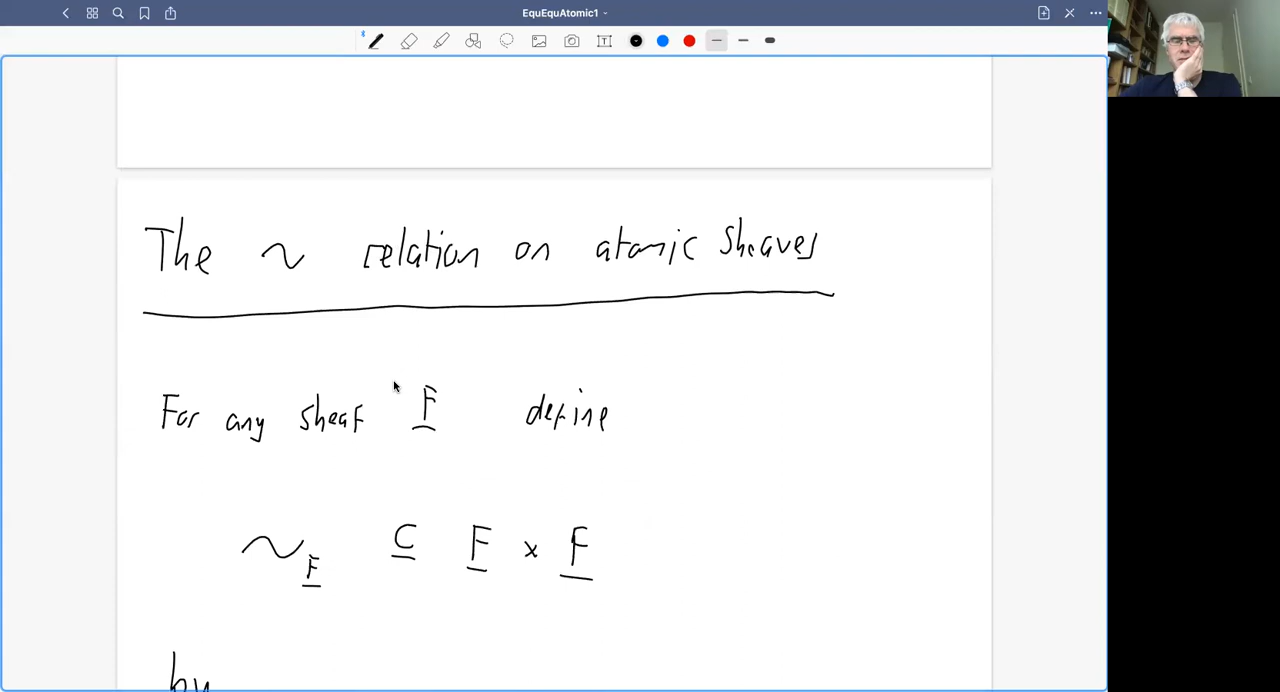 EquEquAtomic1
The ~ relation on atomic sheaves
For any sheaf F define
~F ⊆ F × F
by